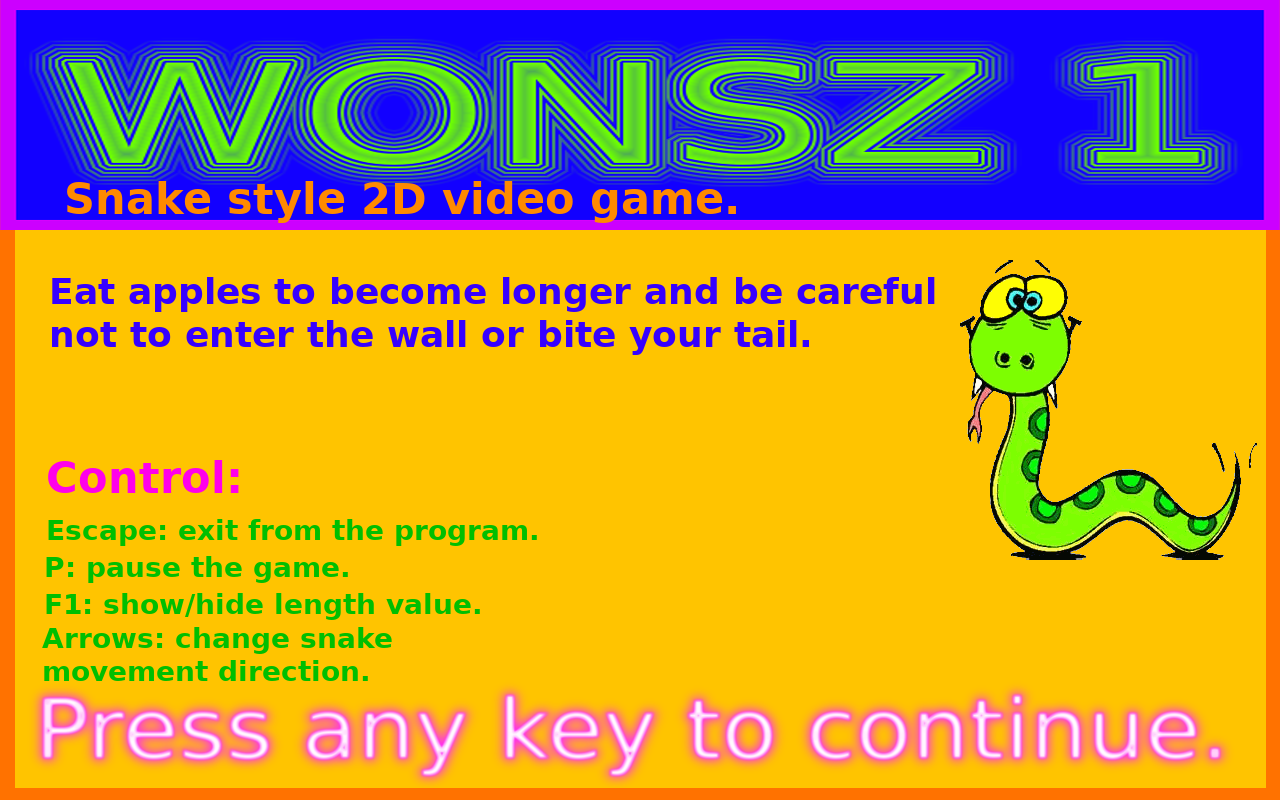 WONSZ 1
Snake style 2D video game.
Eat apples to become longer and be careful
not to enter the wall or bite your tail.
Control:
Escape: exit from the program.
P: pause the game.
F1: show/hide length value.
Arrows: change snake
movement direction.
Press any key to continue.